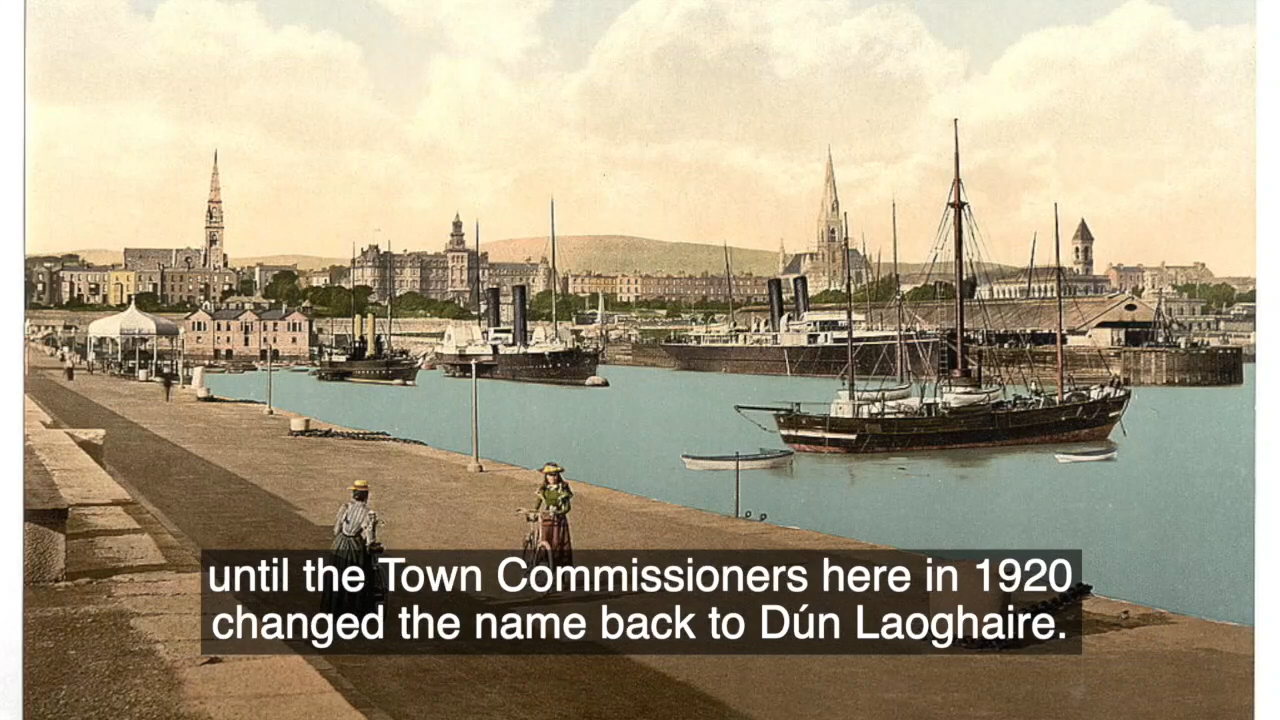 until the Town Commissioners here in 1920
changed the name back to Dún Laoghaire.